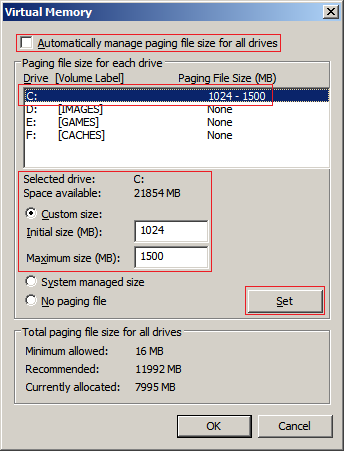 Virtual Memory
Automatically manage paging file size for all drives
Paging file size for each drive
Drive [Volume Label] Paging File Size (MB)
C: 1024 - 1500
D: [IMAGES] None
E: [GAMES] None
F: [CACHES] None
Selected drive: C:
Space available: 21854 MB
Custom size:
Initial size (MB): 1024
Maximum size (MB): 1500
System managed size
No paging file Set
Total paging file size for all drives
Minimum allowed: 16 MB
Recommended: 11992 MB
Currently allocated: 7995 MB
OK Cancel